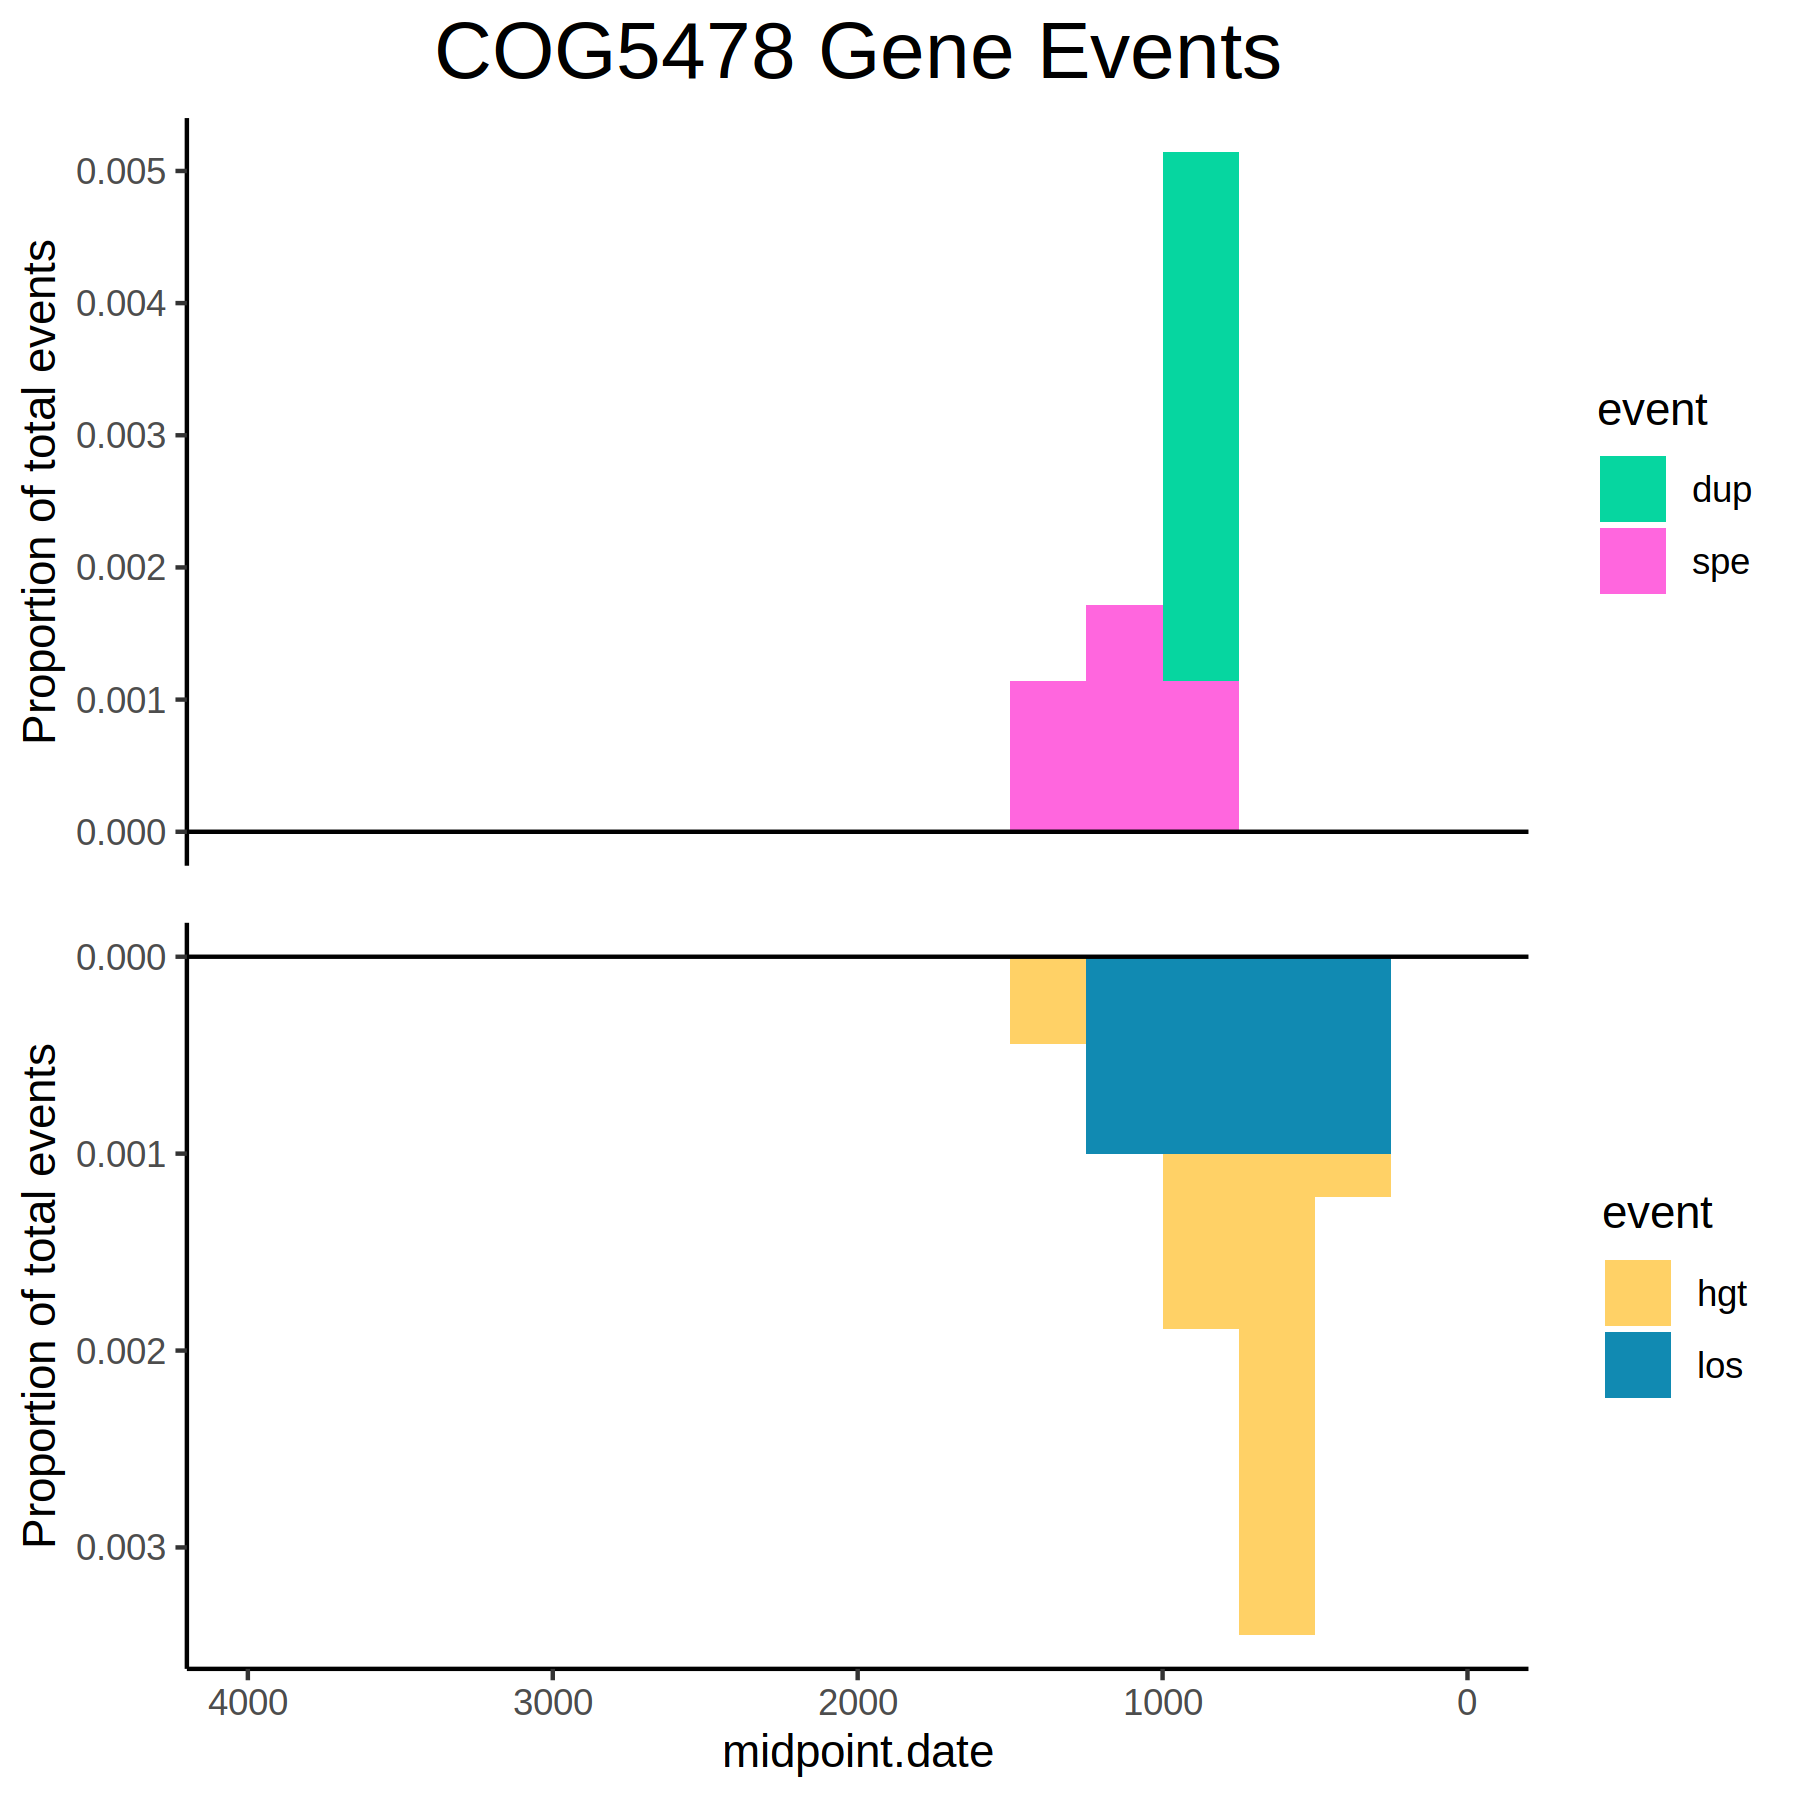 COG5478 Gene Events
Proportion of total events
0.005
0.004
0.003
0.002
0.001
0.000
event
dup
spe
Proportion of total events
0.000
0.001
0.002
0.003
event
hgt
los
4000 3000 2000 1000 0
midpoint.date